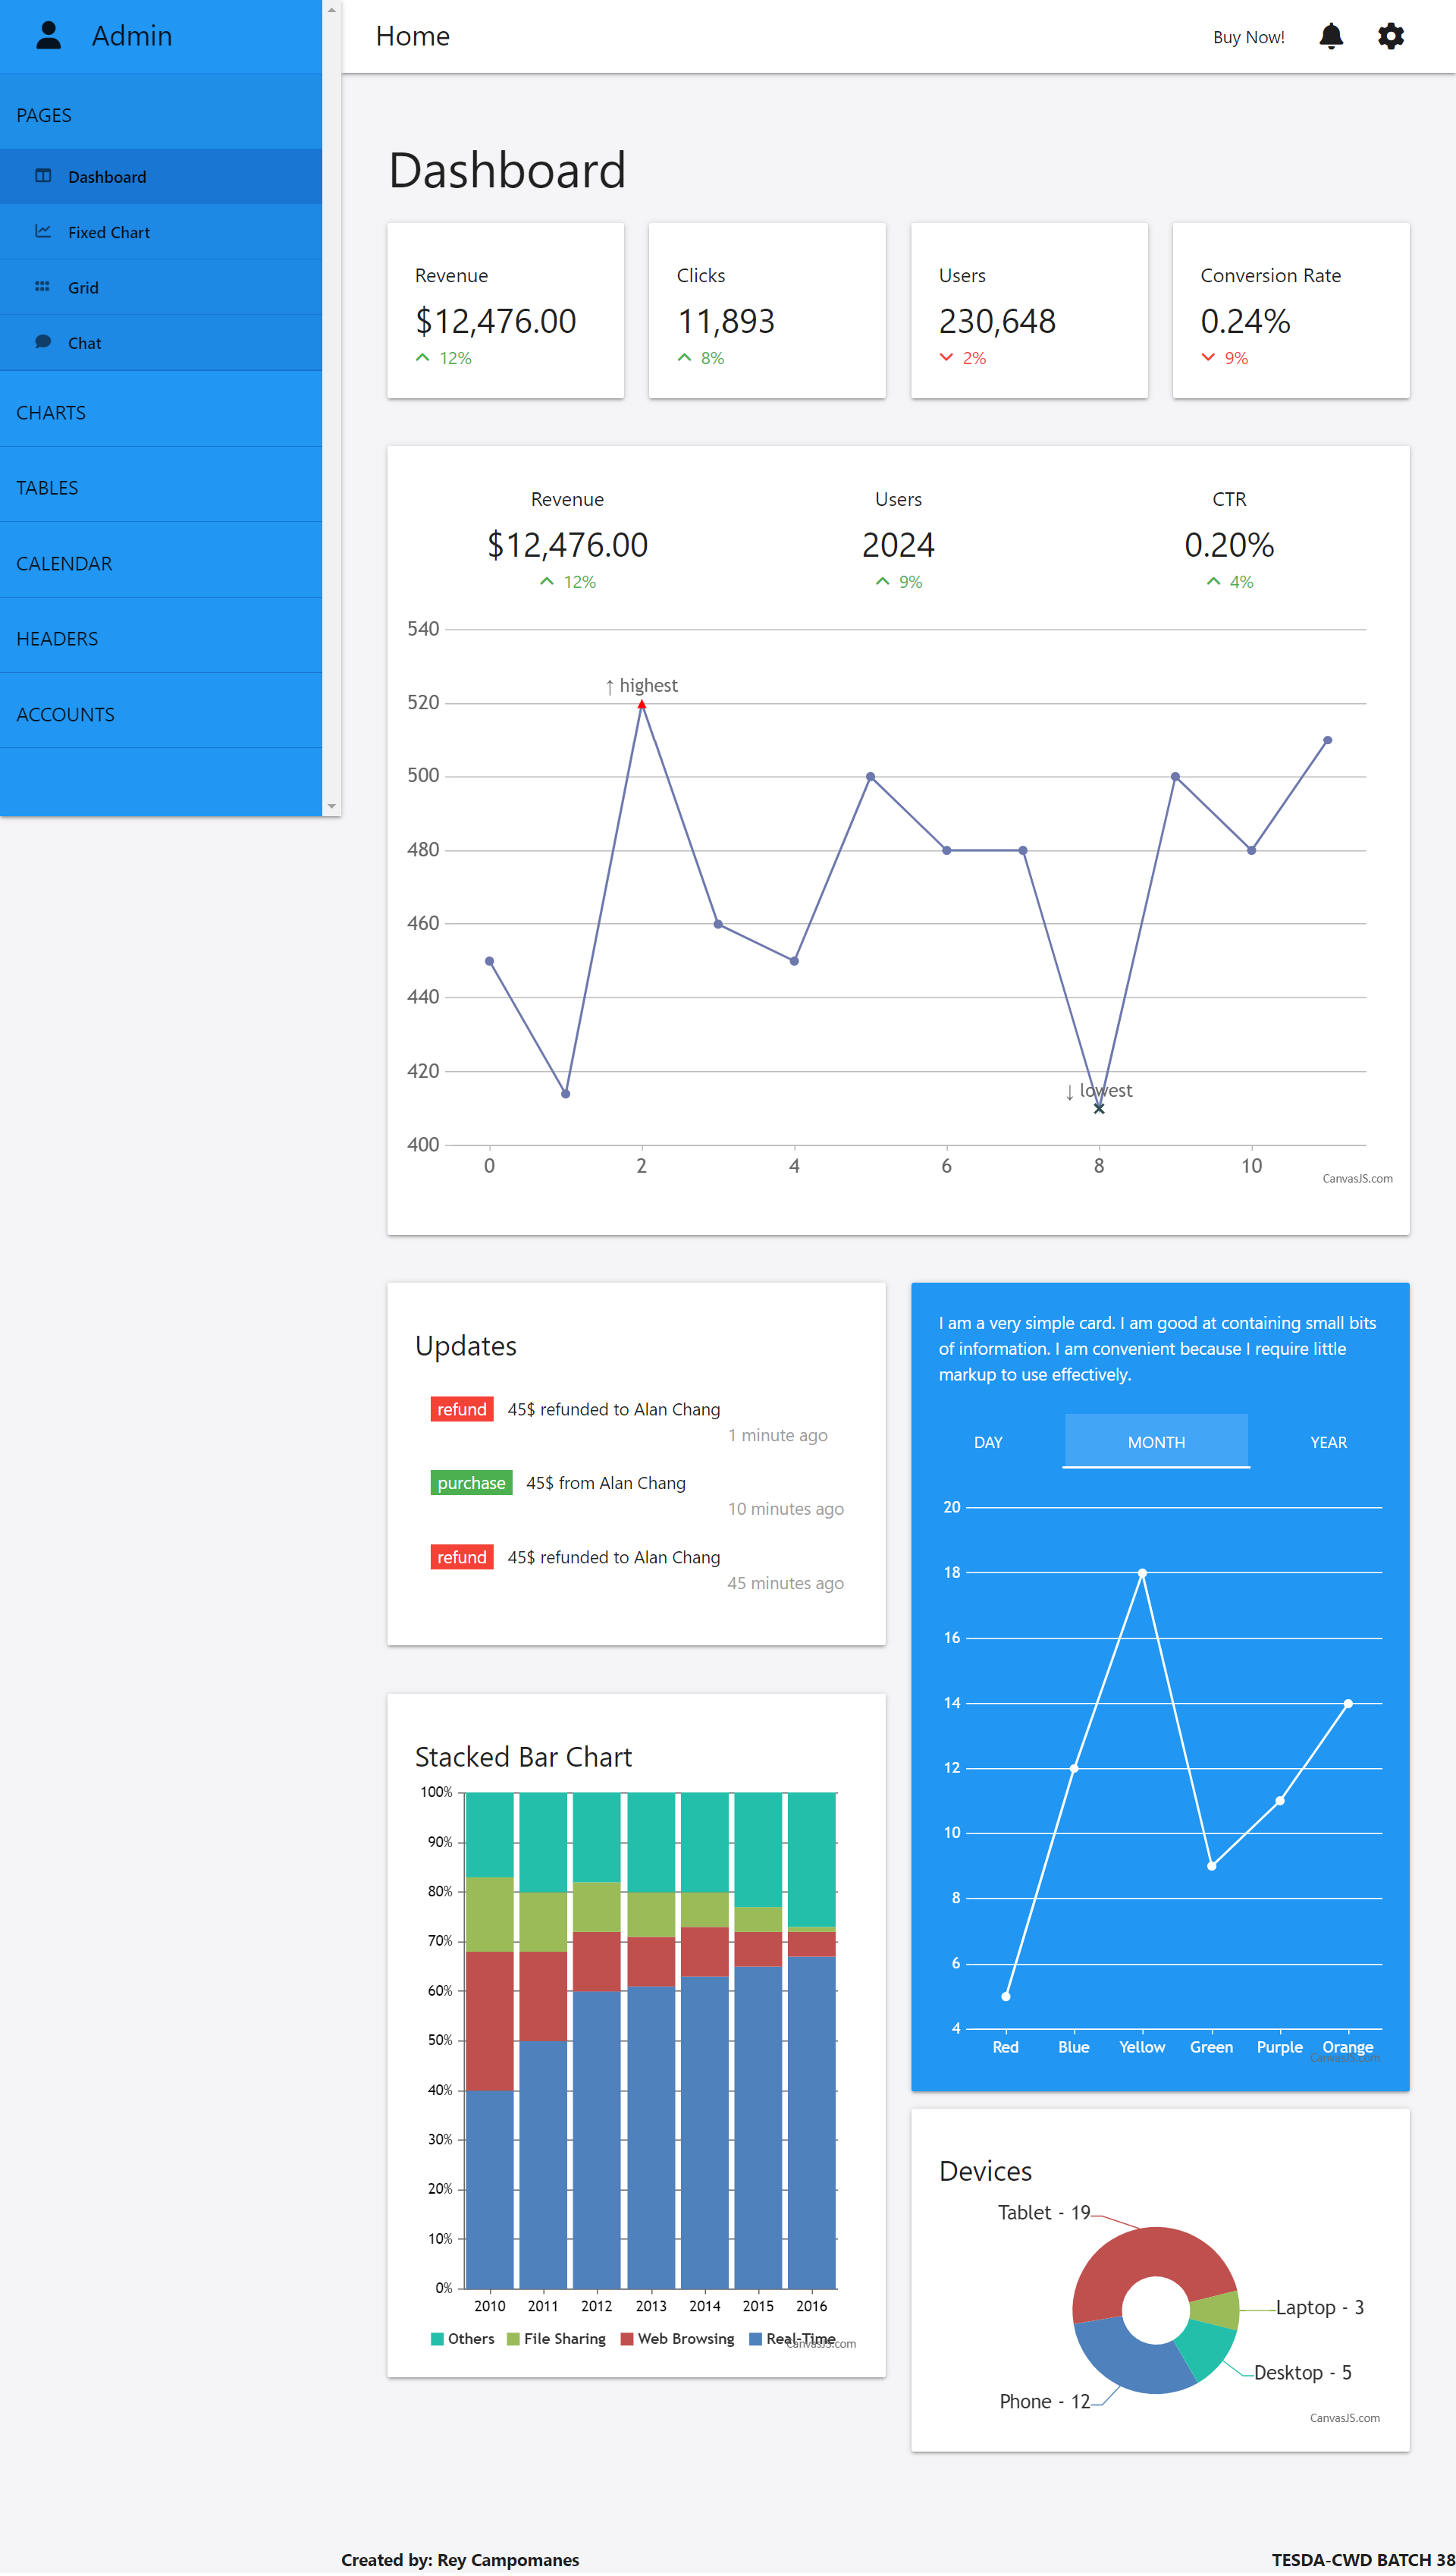 Admin
PAGES
Dashboard
Fixed Chart
Grid
Chat
CHARTS
TABLES
CALENDAR
HEADERS
ACCOUNTS
Home
Buy Now!
Dashboard
Revenue
$12,476.00
12%
Clicks
11,893
8%
Users
230,648
2%
Conversion Rate
0.24%
9%
Revenue
$12,476.00
12%
Users
2024
9%
CTR
0.20%
4%
540
520
500
480
460
440
420
400
↑ highest
↓ lowest
0 2 4 6 8 10
CanvasJS.com
Updates
refund 45$ refunded to Alan Chang
1 minute ago
purchase 45$ from Alan Chang
10 minutes ago
refund 45$ refunded to Alan Chang
45 minutes ago
Stacked Bar Chart
100%
90%
80%
70%
60%
50%
40%
30%
20%
10%
0%
2010 2011 2012 2013 2014 2015 2016
Others File Sharing Web Browsing Real-Time
CanvasJS.com
I am a very simple card. I am good at containing small bits
of information. I am convenient because I require little
markup to use effectively.
DAY MONTH YEAR
20
18
16
14
12
10
8
6
4
Red Blue Yellow Green Purple Orange
CanvasJS.com
Devices
Tablet - 19
Laptop - 3
Desktop - 5
Phone - 12
CanvasJS.com
Created by: Rey Campomanes
TESDA-CWD BATCH 38